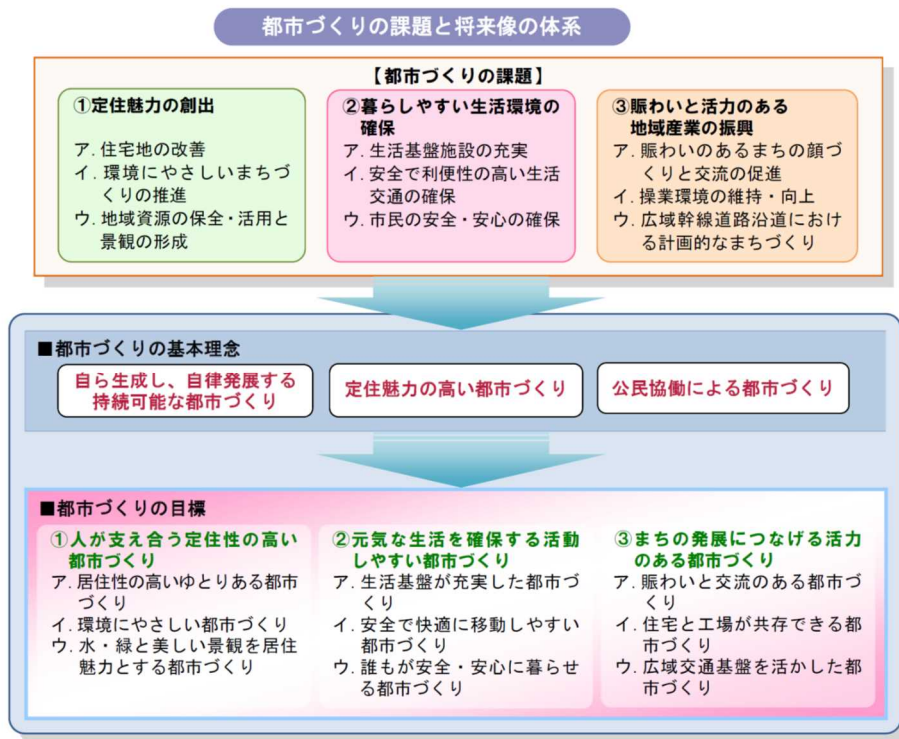 都市づくりの課題と将来像の体系
【都市づくりの課題】
①定住魅力の創出
ア．住宅地の改善
イ．環境にやさしいまちづ
くりの推進
ウ．地域資源の保全・活用と
景観の形成
②暮らしやすい生活環境の
確保
ア．生活基盤施設の充実
イ．安全で利便性の高い生活
交通の確保
ウ．市民の安全・安心の確保
③賑わいと活力のある
地域産業の振興
ア．賑わいのあるまちの顔
づくりと交流の促進
イ．操業環境の維持・向上
ウ．広域幹線道路沿道におけ
る計画的なまちづくり
■都市づくりの基本理念
自ら生成し、自律発展する
持続可能な都市づくり
定住魅力の高い都市づくり
公民協働による都市づくり
■都市づくりの目標
①人が支え合う定住性の高い
都市づくり
ア．居住性の高いゆとりある都市
づくり
イ．環境にやさしい都市づくり
ウ．水・緑と美しい景観を居住
魅力とする都市づくり
②元気な生活を確保する活動
しやすい都市づくり
ア．生活基盤が充実した都市づ
くり
イ．安全で快適に移動しやすい
都市づくり
ウ．誰もが安全・安心に暮らせ
る都市づくり
③まちの発展につなげる活力
のある都市づくり
ア．賑わいと交流のある都市づ
くり
イ．住宅と工場が共存できる都
市づくり
ウ．広域交通基盤を活かした都
市づくり